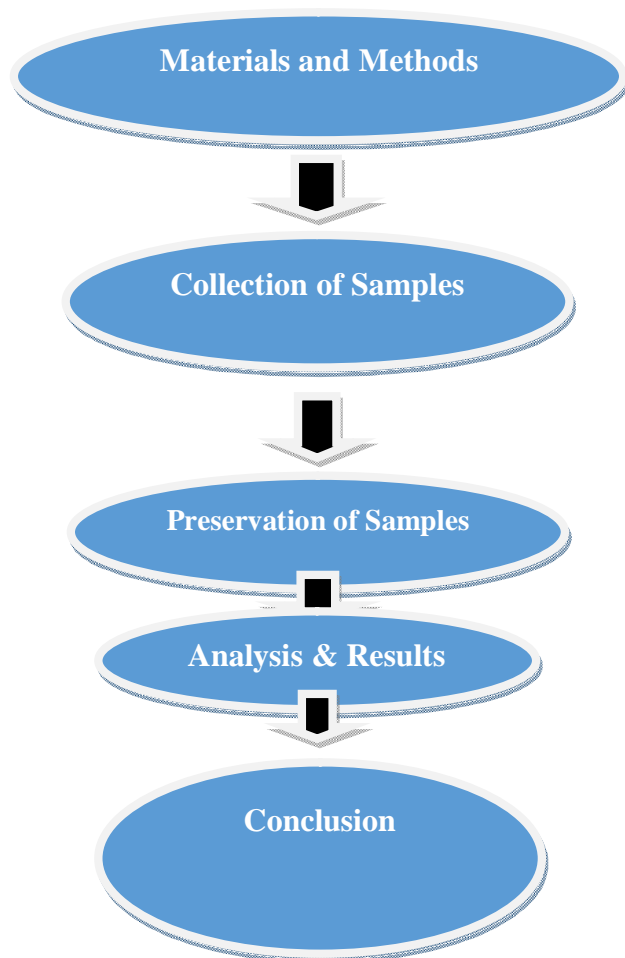 Materials and Methods
Collection of Samples
Preservation of Samples
Analysis & Results
Conclusion